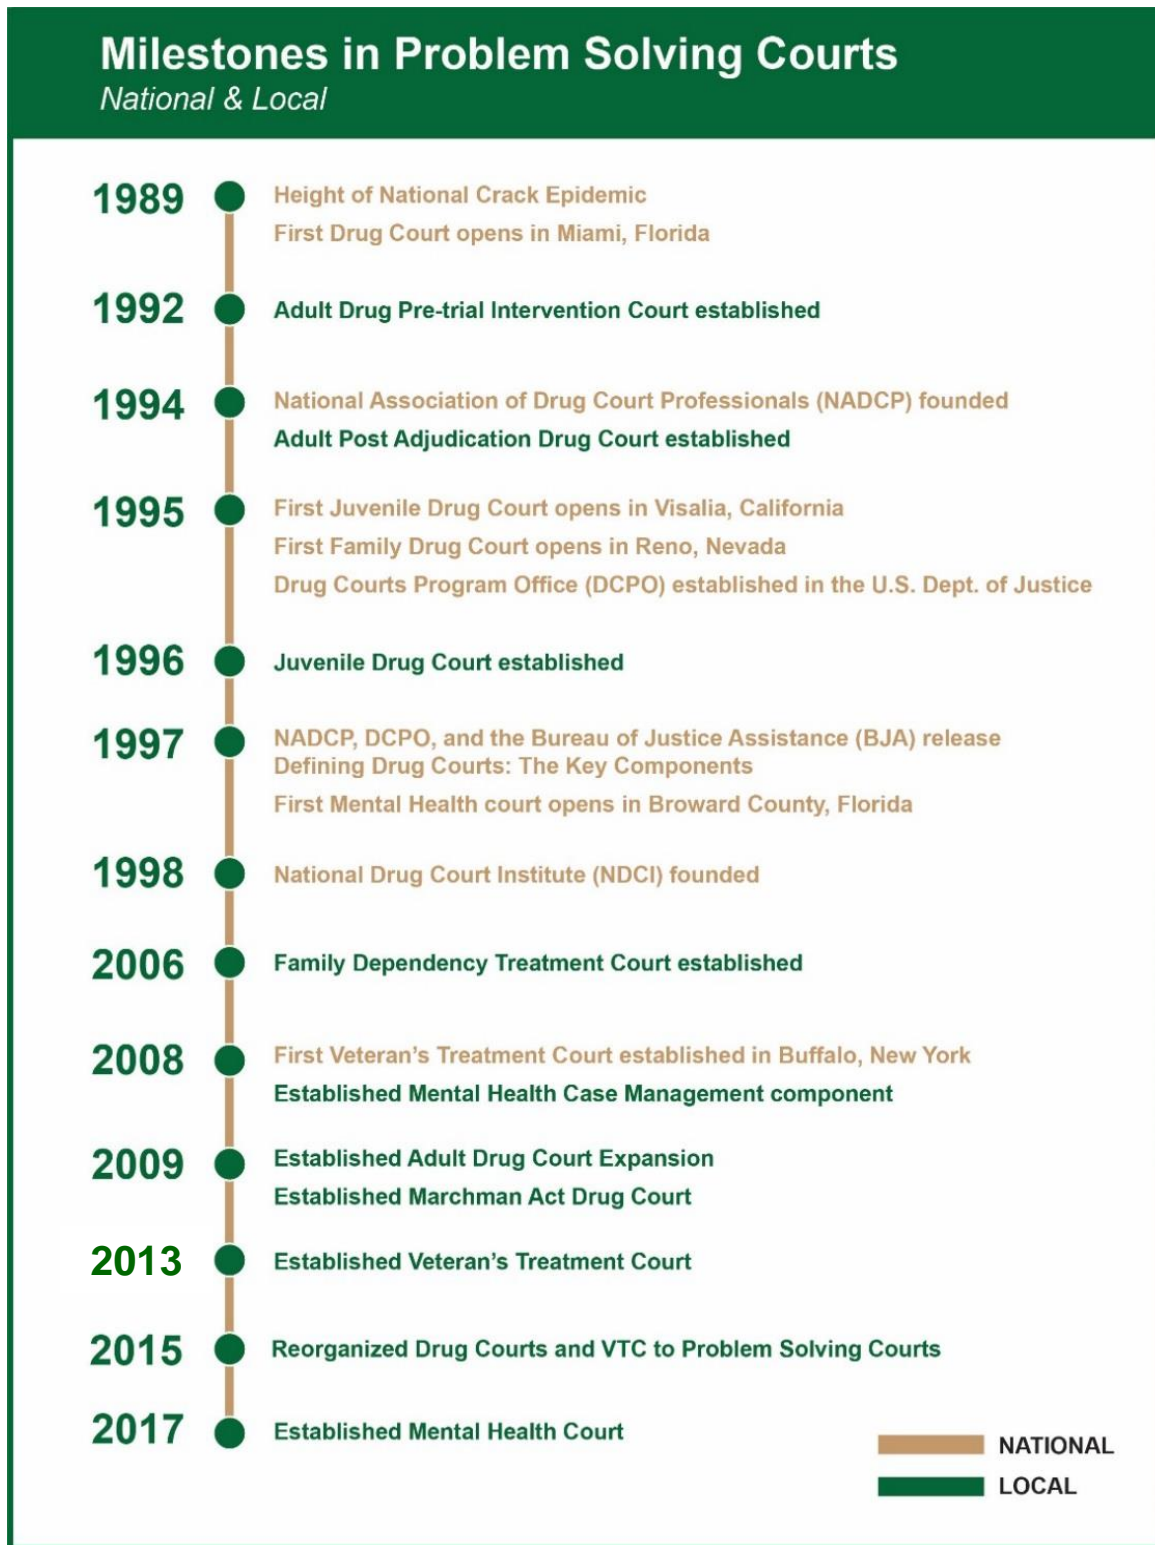 Milestones in Problem Solving Courts
National & Local
1989
Height of National Crack Epidemic
First Drug Court opens in Miami, Florida
1992
Adult Drug Pre-trial Intervention Court established
1994
National Association of Drug Court Professionals (NADCP) founded
Adult Post Adjudication Drug Court established
1995
First Juvenile Drug Court opens in Visalia, California
First Family Drug Court opens in Reno, Nevada
Drug Courts Program Office (DCPO) established in the U.S. Dept. of Justice
1996
Juvenile Drug Court established
1997
NADCP, DCPO, and the Bureau of Justice Assistance (BJA) release
Defining Drug Courts: The Key Components
First Mental Health court opens in Broward County, Florida
1998
National Drug Court Institute (NDCI) founded
2006
Family Dependency Treatment Court established
2008
First Veteran’s Treatment Court established in Buffalo, New York
Established Mental Health Case Management component
2009
Established Adult Drug Court Expansion
Established Marchman Act Drug Court
2013
Established Veteran’s Treatment Court
2015
Reorganized Drug Courts and VTC to Problem Solving Courts
2017
Established Mental Health Court
NATIONAL
LOCAL